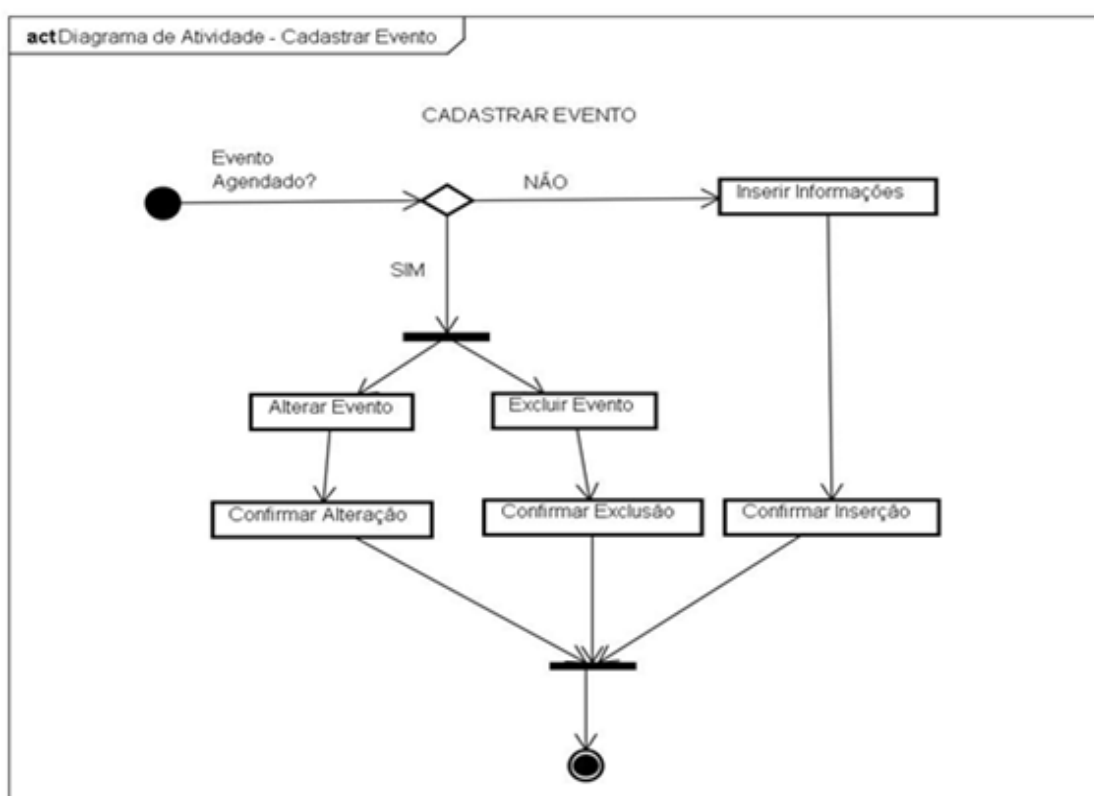 act Diagrama de Atividade - Cadastrar Evento
CADASTRAR EVENTO
Evento
Agendado?
NÃO
Inserir Informações
SIM
Alterar Evento
Excluir Evento
Confirmar Alteração
Confirmar Exclusão
Confirmar Inserção